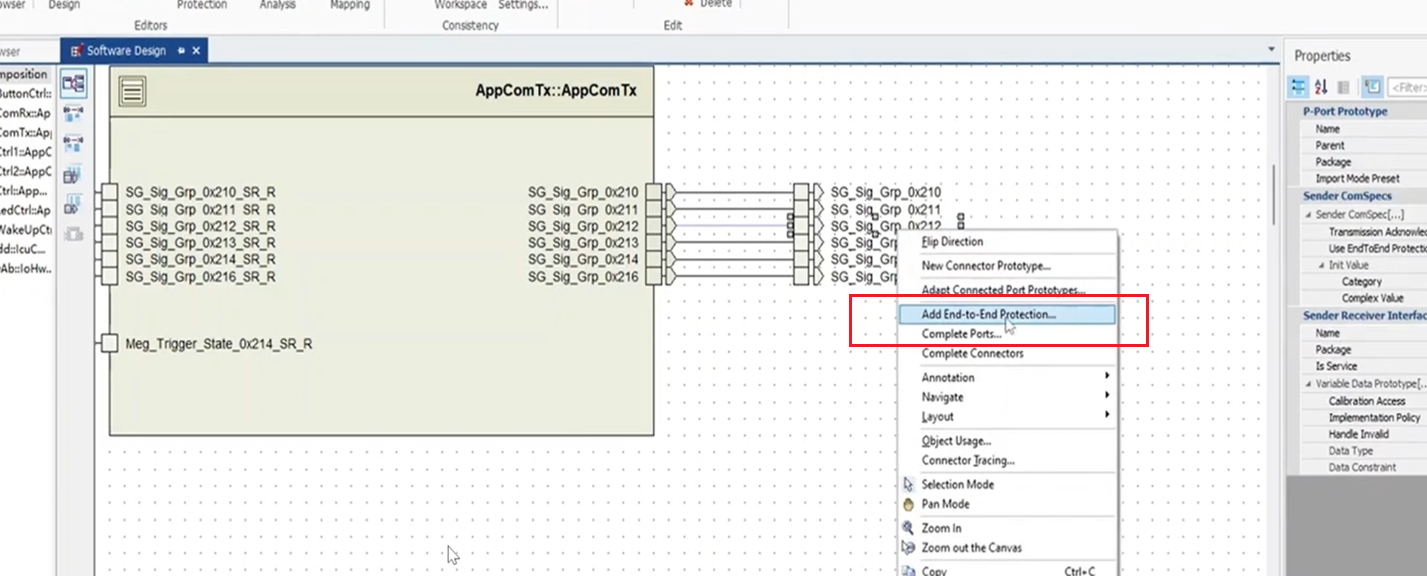 Design
Protection
Analysis
Mapping
Workspace
Settings...
Delete
Editors
Consistency
Edit
wser
Software Design
Properties
mposition
ButtonCtrl::
ComRx::Ap
ComTx::Ap
Ctrl1::AppC
Ctrl2::AppC
Ctrl::App...
LedCtrl::Ap
WakeUpCt
dd::IcuC...
Ab::IoHw...
AppComTx::AppComTx
SG_Sig_Grp_0x210_SR_R
SG_Sig_Grp_0x211_SR_R
SG_Sig_Grp_0x212_SR_R
SG_Sig_Grp_0x213_SR_R
SG_Sig_Grp_0x214_SR_R
SG_Sig_Grp_0x216_SR_R
Meg_Trigger_State_0x214_SR_R
SG_Sig_Grp_0x210
SG_Sig_Grp_0x211
SG_Sig_Grp_0x212
SG_Sig_Grp_0x213
SG_Sig_Grp_0x214
SG_Sig_Grp_0x216
SG_Sig_Grp_0x210
SG_Sig_Grp_0x211
SG_Sig_Grp_0x212
SG_Sig_Grp
SG_Sig_Grp
SG_Sig_Grp
Flip Direction
New Connector Prototype...
Adapt Connected Port Prototypes...
Add End-to-End Protection...
Complete Ports...
Complete Connectors
Annotation
Navigate
Layout
Object Usage...
Connector Tracing...
Selection Mode
Pan Mode
Zoom In
Zoom out the Canvas
Copy Ctrl+C
<Filter>
P-Port Prototype
Name
Parent
Package
Import Mode Preset
Sender ComSpecs
Sender ComSpec[...]
Transmission Acknowle
Use EndToEnd Protecti
Init Value
Category
Complex Value
Sender Receiver Interfac
Name
Package
Is Service
Variable Data Prototype[...
Calibration Access
Implementation Policy
Handle Invalid
Data Type
Data Constraint